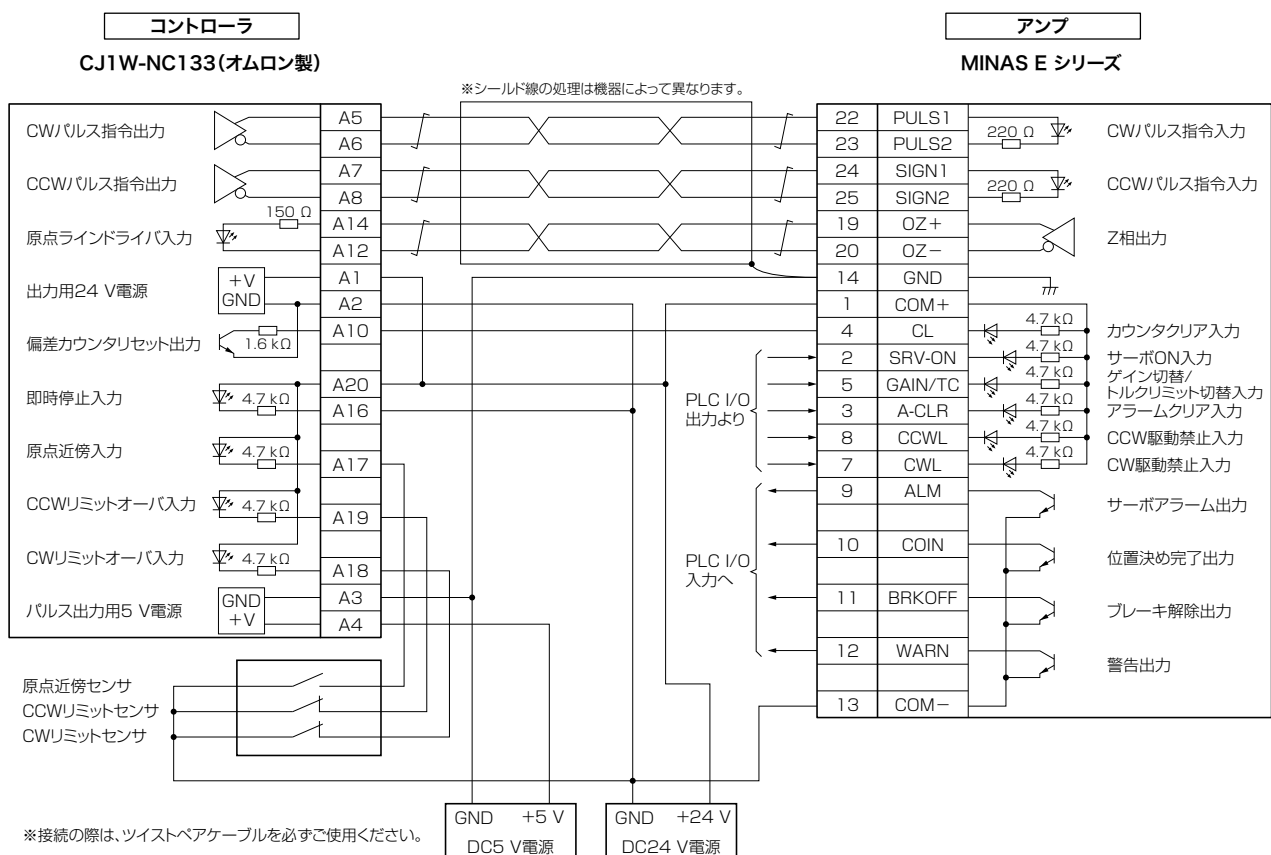 コントローラ
アンプ
CJ1W-NC133(オムロン製)
MINAS E シリーズ
※シールド線の処理は機器によって異なります。
CWパルス指令出力
A5
A6
22 PULS1
23 PULS2
220 Ω
CWパルス指令入力
CCWパルス指令出力
A7
A8
24 SIGN1
25 SIGN2
220 Ω
CCWパルス指令入力
原点ラインドライバ入力
150 Ω
A14
A12
19 OZ+
20 OZ−
Z相出力
出力用24 V電源
+V
GND
A1
A2
14 GND
1 COM+
偏差カウンタリセット出力
1.6 kΩ
A10
4 CL
4.7 kΩ
カウンタクリア入力
2 SRV-ON
4.7 kΩ
サーボON入力
即時停止入力
4.7 kΩ
A20
A16
PLC I/O
出力より
5 GAIN/TC
4.7 kΩ
ゲイン切替/
トルクリミット切替入力
3 A-CLR
4.7 kΩ
アラームクリア入力
8 CCWL
4.7 kΩ
CCW駆動禁止入力
原点近傍入力
4.7 kΩ
A17
7 CWL
4.7 kΩ
CW駆動禁止入力
CCWリミットオーバ入力
4.7 kΩ
A19
9 ALM
サーボアラーム出力
CWリミットオーバ入力
4.7 kΩ
A18
PLC I/O
入力へ
10 COIN
位置決め完了出力
パルス出力用5 V電源
GND
+V
A3
A4
11 BRKOFF
ブレーキ解除出力
12 WARN
警告出力
13 COM−
原点近傍センサ
CCWリミットセンサ
CWリミットセンサ
GND +5 V
DC5 V電源
GND +24 V
DC24 V電源
※接続の際は、ツイストペアケーブルを必ずご使用ください。